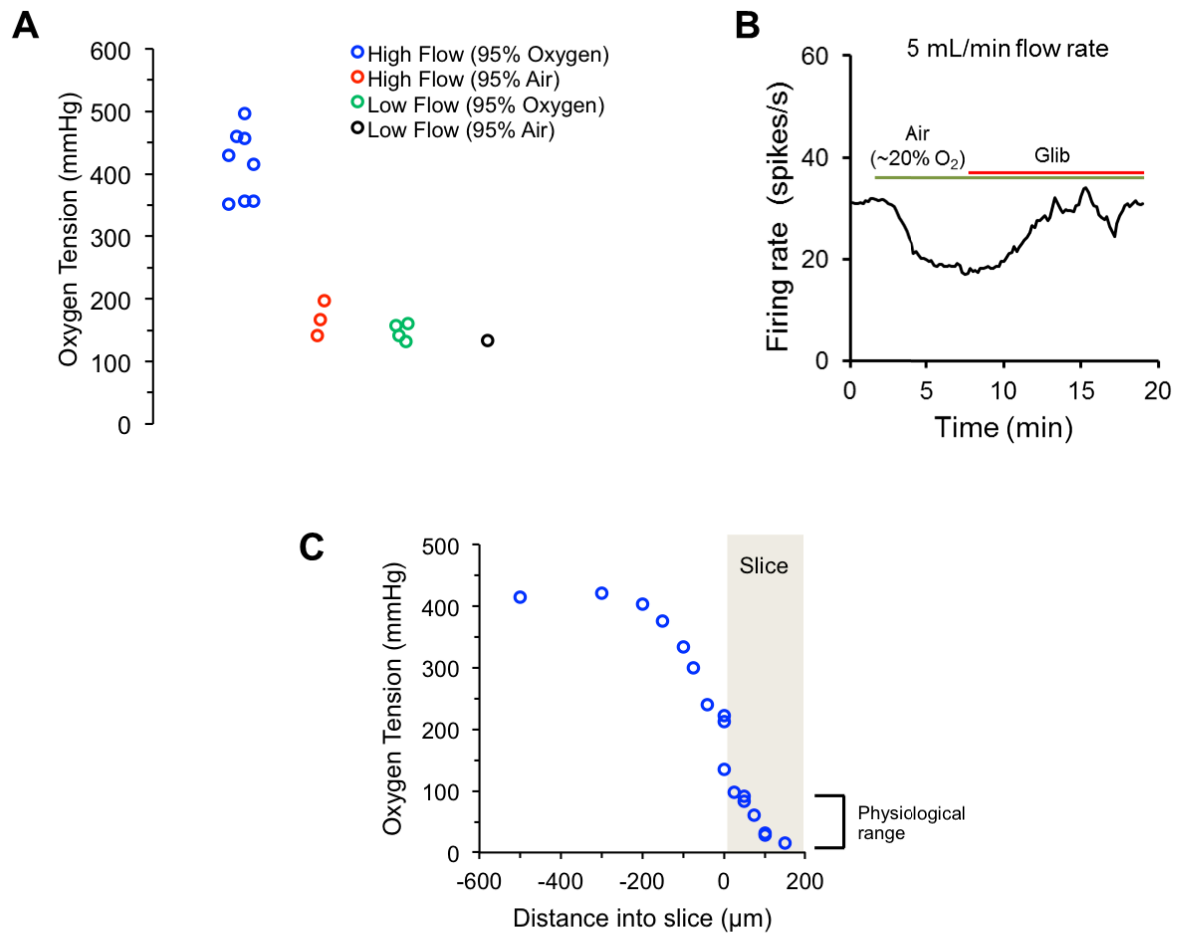 A
600
500
400
300
200
100
0
Oxygen Tension (mmHg)
High Flow (95% Oxygen)
High Flow (95% Air)
Low Flow (95% Oxygen)
Low Flow (95% Air)
B
5 mL/min flow rate
60
40
20
0
Firing rate (spikes/s)
Air
(~20% O₂)
Glib
0 5 10 15 20
Time (min)
C
500
400
300
200
100
0
Oxygen Tension (mmHg)
Slice
Physiological
range
-600 -400 -200 0 200
Distance into slice (μm)